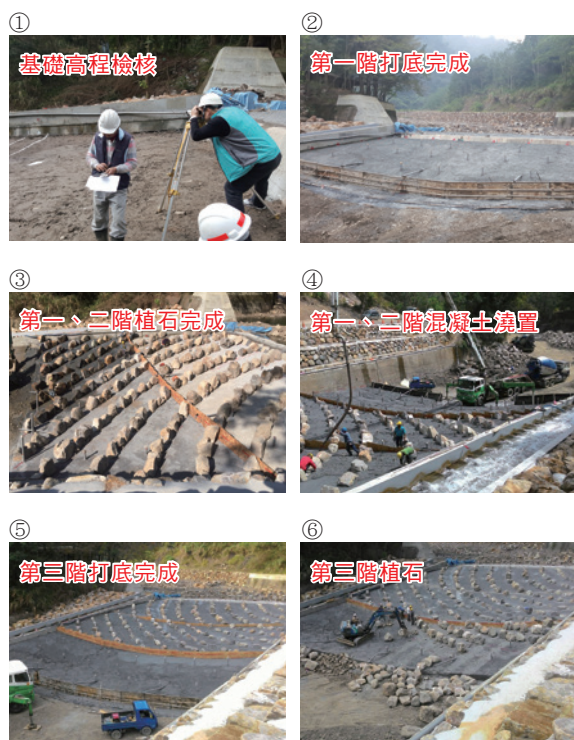 ①
基礎高程檢核
②
第一階打底完成
③
第一、二階植石完成
④
第一、二階混凝土澆置
⑤
第三階打底完成
⑥
第三階植石